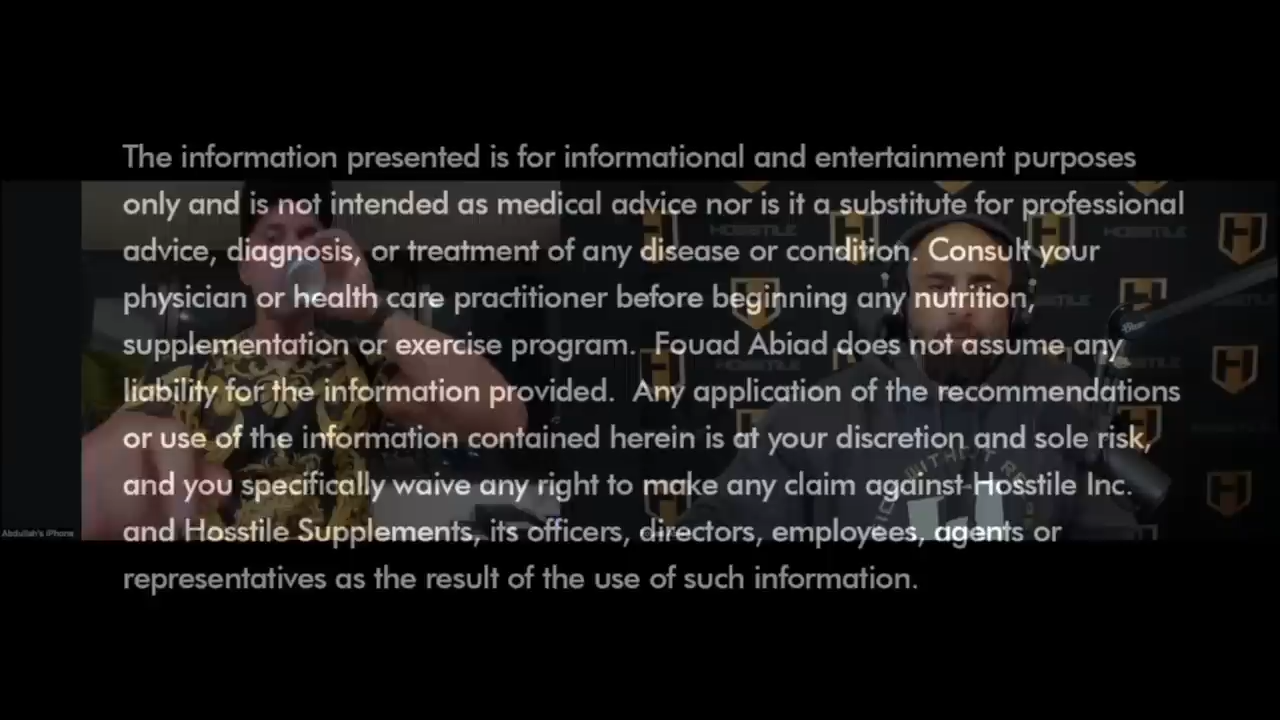 The information presented is for informational and entertainment purposes
only and is not intended as medical advice nor is it a substitute for professional
advice, diagnosis, or treatment of any disease or condition. Consult your
physician or health care practitioner before beginning any nutrition,
supplementation or exercise program. Fouad Abiad does not assume any
liability for the information provided. Any application of the recommendations
or use of the information contained herein is at your discretion and sole risk,
and you specifically waive any right to make any claim against Hosstile Inc.
and Hosstile Supplements, its officers, directors, employees, agents or
representatives as the result of the use of such information.
HOSSTILE
HOSSTILE
Abdullah's iPhone